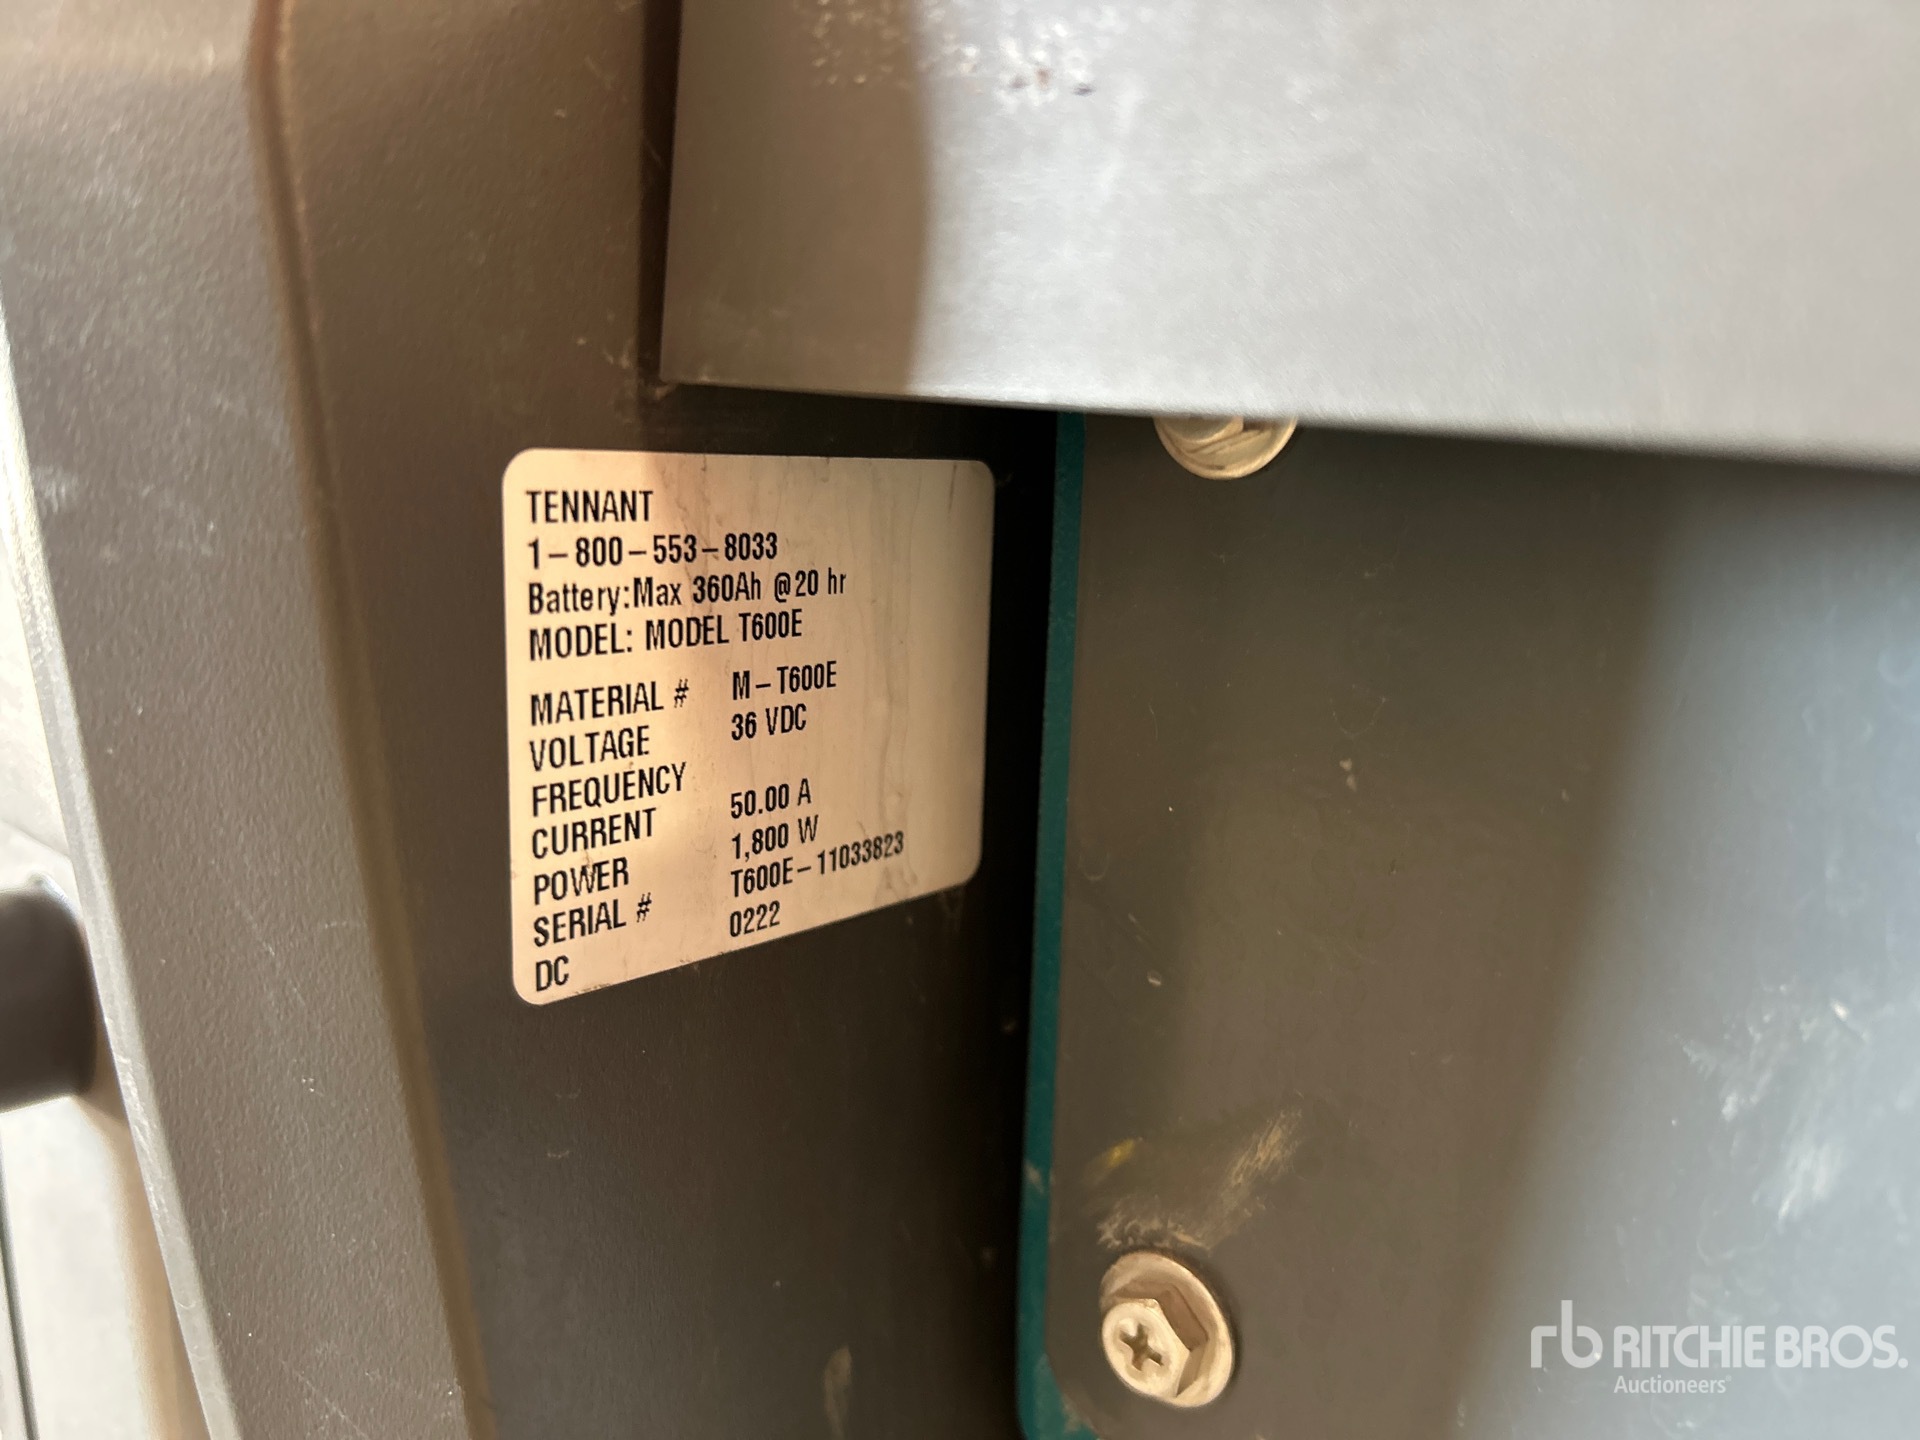 TENNANT
1-800-553-8033
Battery:Max 360Ah @20 hr
MODEL: MODEL T600E
MATERIAL # M-T600E
VOLTAGE 36 VDC
FREQUENCY
CURRENT 50.00 A
POWER 1,800 W
SERIAL # T600E-11033823
DC 0222
rb RITCHIE BROS.
Auctioneers